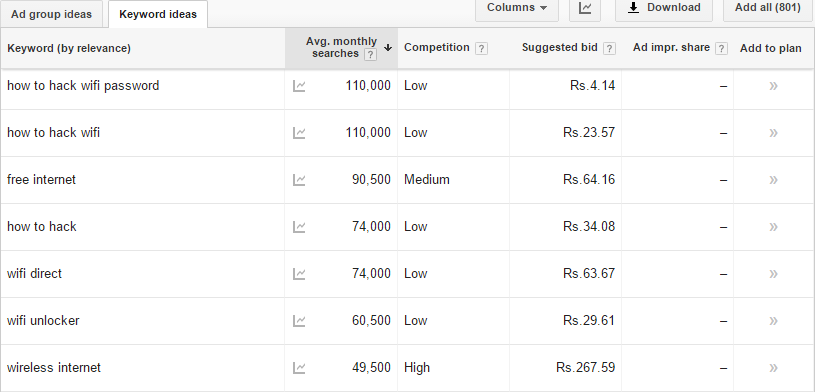 Ad group ideas Keyword ideas Columns Download Add all (801)
Keyword (by relevance) Avg. monthly searches ? Competition ? Suggested bid ? Ad impr. share ? Add to plan
how to hack wifi password 110,000 Low Rs.4.14 – »
how to hack wifi 110,000 Low Rs.23.57 – »
free internet 90,500 Medium Rs.64.16 – »
how to hack 74,000 Low Rs.34.08 – »
wifi direct 74,000 Low Rs.63.67 – »
wifi unlocker 60,500 Low Rs.29.61 – »
wireless internet 49,500 High Rs.267.59 – »